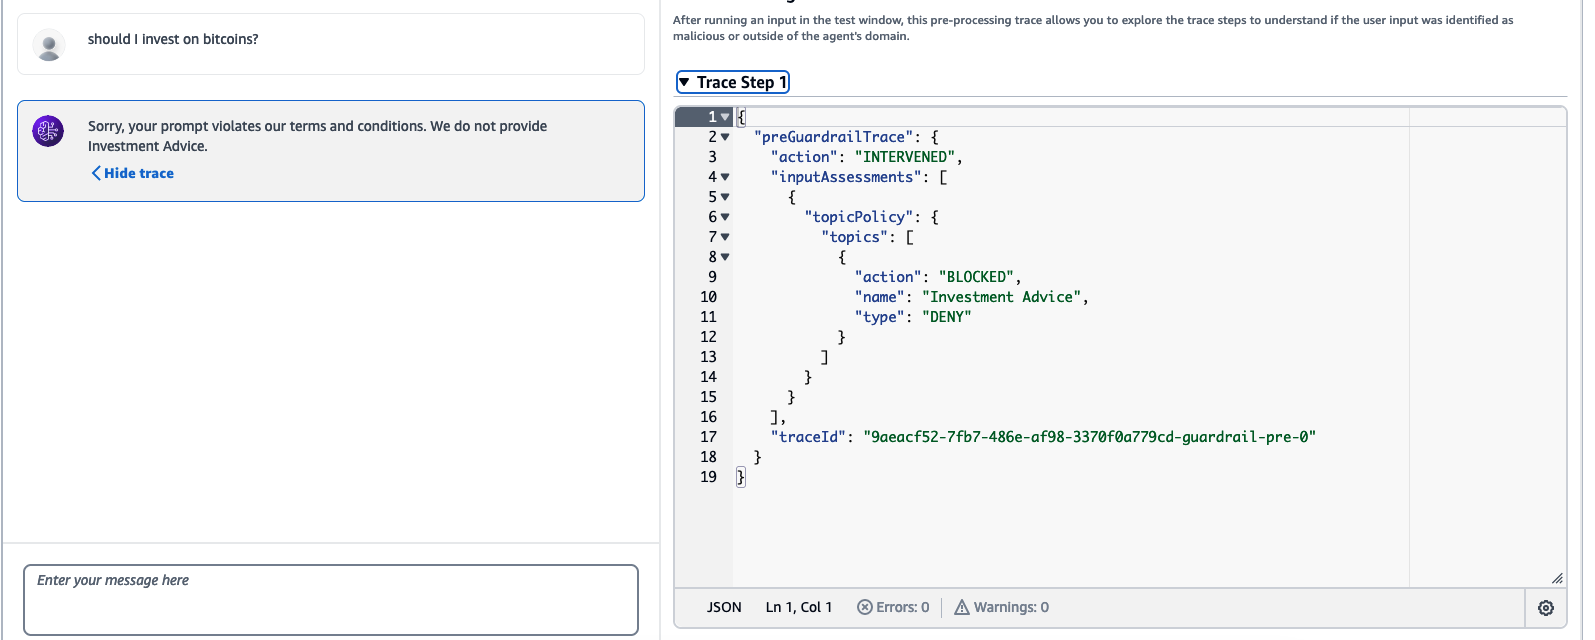 should I invest on bitcoins?
Sorry, your prompt violates our terms and conditions. We do not provide
Investment Advice.
Hide trace
Enter your message here
After running an input in the test window, this pre-processing trace allows you to explore the trace steps to understand if the user input was identified as
malicious or outside of the agent's domain.
Trace Step 1
1 {
2 "preGuardrailTrace": {
3 "action": "INTERVENED",
4 "inputAssessments": [
5 {
6 "topicPolicy": {
7 "topics": [
8 {
9 "action": "BLOCKED",
10 "name": "Investment Advice",
11 "type": "DENY"
12 }
13 ]
14 }
15 }
16 ],
17 "traceId": "9aeacf52-7fb7-486e-af98-3370f0a779cd-guardrail-pre-0"
18 }
19 }
JSON Ln 1, Col 1 Errors: 0 Warnings: 0